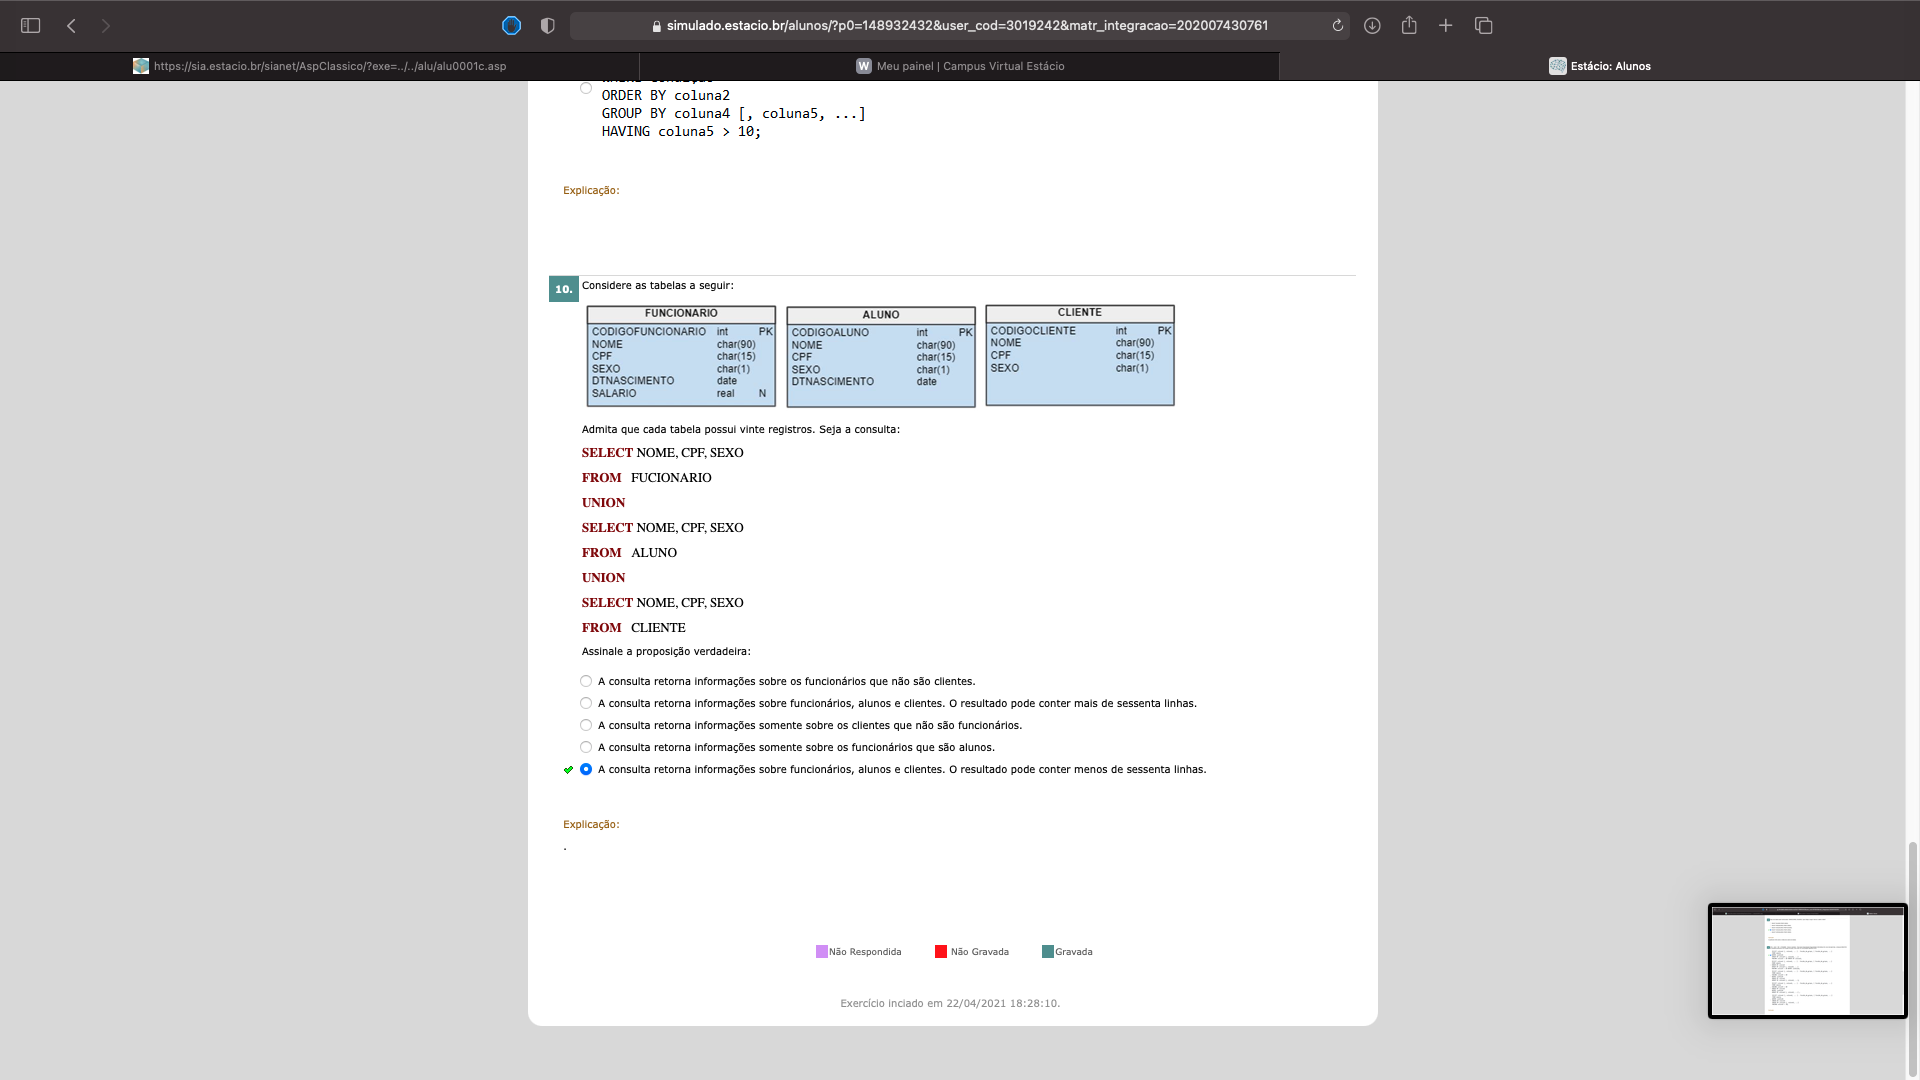 simulado.estacio.br/alunos/?p0=148932432&user_cod=3019242&matr_integracao=202007430761
https://sia.estacio.br/sianet/AspClassico/?exe=../../alu/alu0001c.asp
W Meu painel | Campus Virtual Estácio
Estácio: Alunos
ORDER BY coluna2
GROUP BY coluna4 [, coluna5, ...]
HAVING coluna5 > 10;
Explicação:
10. Considere as tabelas a seguir:
FUNCIONARIO
CODIGOFUNCIONARIO int PK
NOME char(90)
CPF char(15)
SEXO char(1)
DTNASCIMENTO date
SALARIO real N
ALUNO
CODIGOALUNO int PK
NOME char(90)
CPF char(15)
SEXO char(1)
DTNASCIMENTO date
CLIENTE
CODIGOCLIENTE int PK
NOME char(90)
CPF char(15)
SEXO char(1)
Admita que cada tabela possui vinte registros. Seja a consulta:
SELECT NOME, CPF, SEXO
FROM FUCIONARIO
UNION
SELECT NOME, CPF, SEXO
FROM ALUNO
UNION
SELECT NOME, CPF, SEXO
FROM CLIENTE
Assinale a proposição verdadeira:
A consulta retorna informações sobre os funcionários que não são clientes.
A consulta retorna informações sobre funcionários, alunos e clientes. O resultado pode conter mais de sessenta linhas.
A consulta retorna informações somente sobre os clientes que não são funcionários.
A consulta retorna informações somente sobre os funcionários que são alunos.
A consulta retorna informações sobre funcionários, alunos e clientes. O resultado pode conter menos de sessenta linhas.
Explicação:
.
Não Respondida Não Gravada Gravada
Exercício inciado em 22/04/2021 18:28:10.